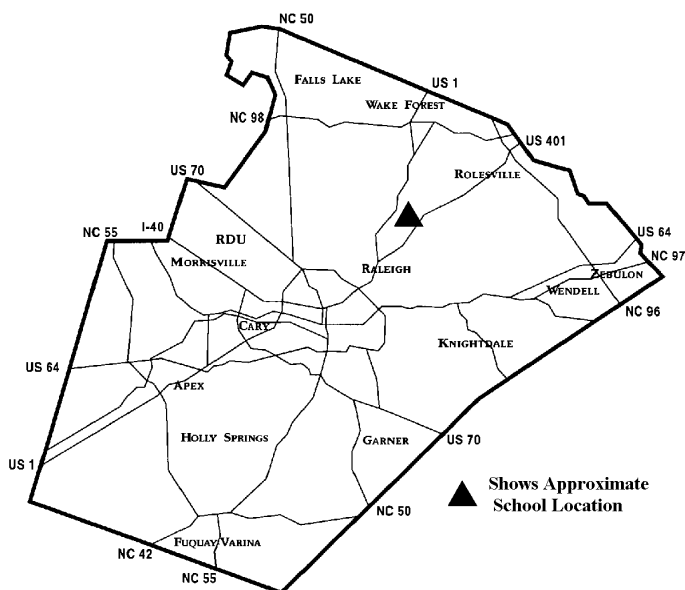 NC 50
FALLS LAKE
US 1
WAKE FOREST
NC 98
US 401
ROLESVILLE
US 70
NC 55
I-40
RDU
MORRISVILLE
RALEIGH
US 64
NC 97
ZEBULON
WENDELL
NC 96
CARY
KNIGHTDALE
US 64
APEX
HOLLY SPRINGS
GARNER
US 70
US 1
Shows Approximate
School Location
NC 50
FUQUAY-VARINA
NC 42
NC 55